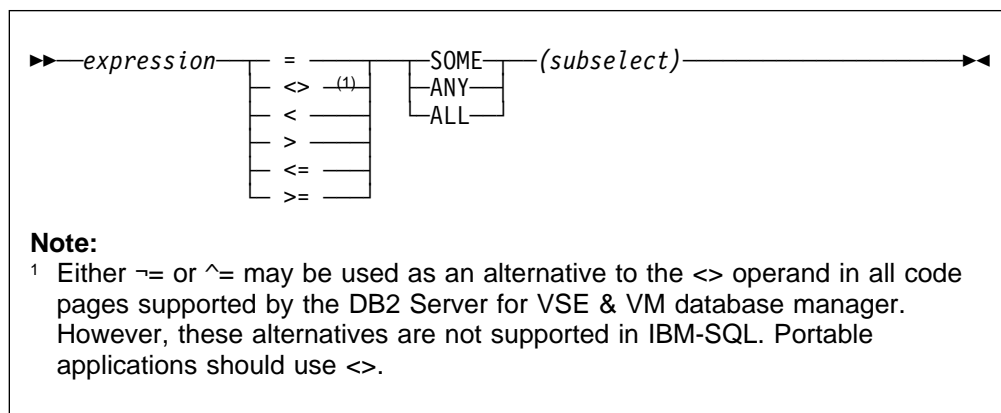 ►►──expression──┬─ = ─────┬──┬─SOME─┬──(subselect)──►◄
<> (1) ANY
< ALL
>
<=
>=
Note:
1 Either ¬= or ^= may be used as an alternative to the <> operand in all code
pages supported by the DB2 Server for VSE & VM database manager.
However, these alternatives are not supported in IBM-SQL. Portable
applications should use <>.